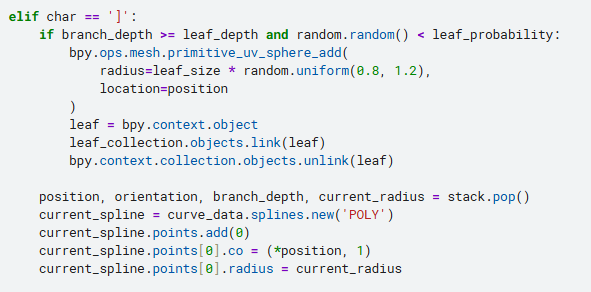 elif char == ']':
    if branch_depth >= leaf_depth and random.random() < leaf_probability:
        bpy.ops.mesh.primitive_uv_sphere_add(
            radius=leaf_size * random.uniform(0.8, 1.2),
            location=position
        )
        leaf = bpy.context.object
        leaf_collection.objects.link(leaf)
        bpy.context.collection.objects.unlink(leaf)

    position, orientation, branch_depth, current_radius = stack.pop()
    current_spline = curve_data.splines.new('POLY')
    current_spline.points.add(0)
    current_spline.points[0].co = (*position, 1)
    current_spline.points[0].radius = current_radius